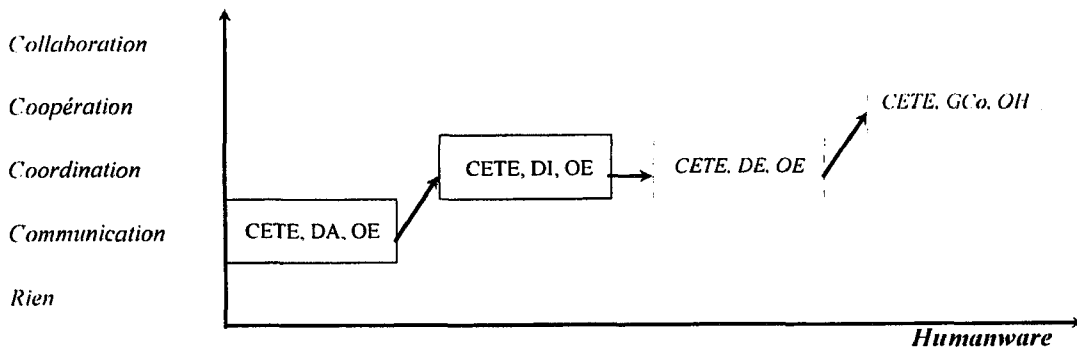 Collaboration
Coopération
CETE, GCo, OH
Coordination
CETE, DI, OE
CETE, DE, OE
Communication
CETE, DA, OE
Rien
Humanware